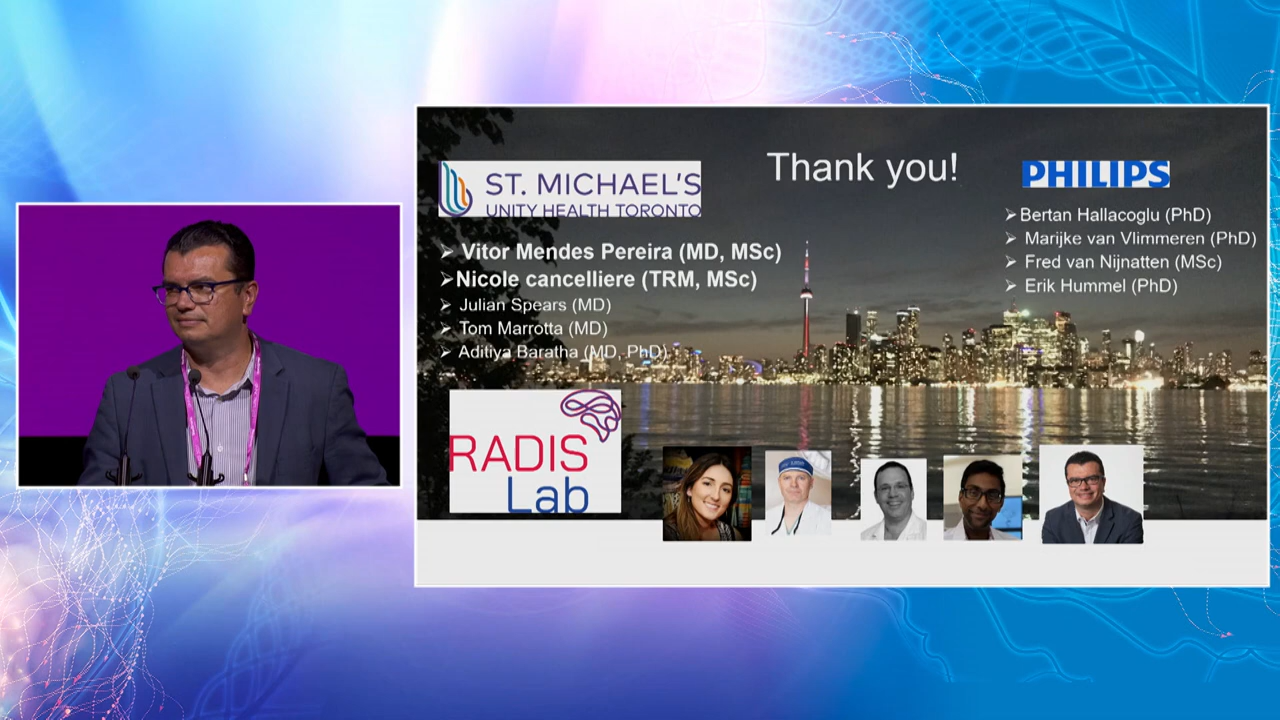 Thank you!
ST. MICHAEL'S
UNITY HEALTH TORONTO
➢ Vitor Mendes Pereira (MD, MSc)
➢ Nicole cancelliere (TRM, MSc)
➢ Julian Spears (MD)
➢ Tom Marrotta (MD)
➢ Aditiya Baratha (MD, PhD)
RADIS
Lab
PHILIPS
➢ Bertan Hallacoglu (PhD)
➢ Marijke van Vlimmeren (PhD)
➢ Fred van Nijnatten (MSc)
➢ Erik Hummel (PhD)